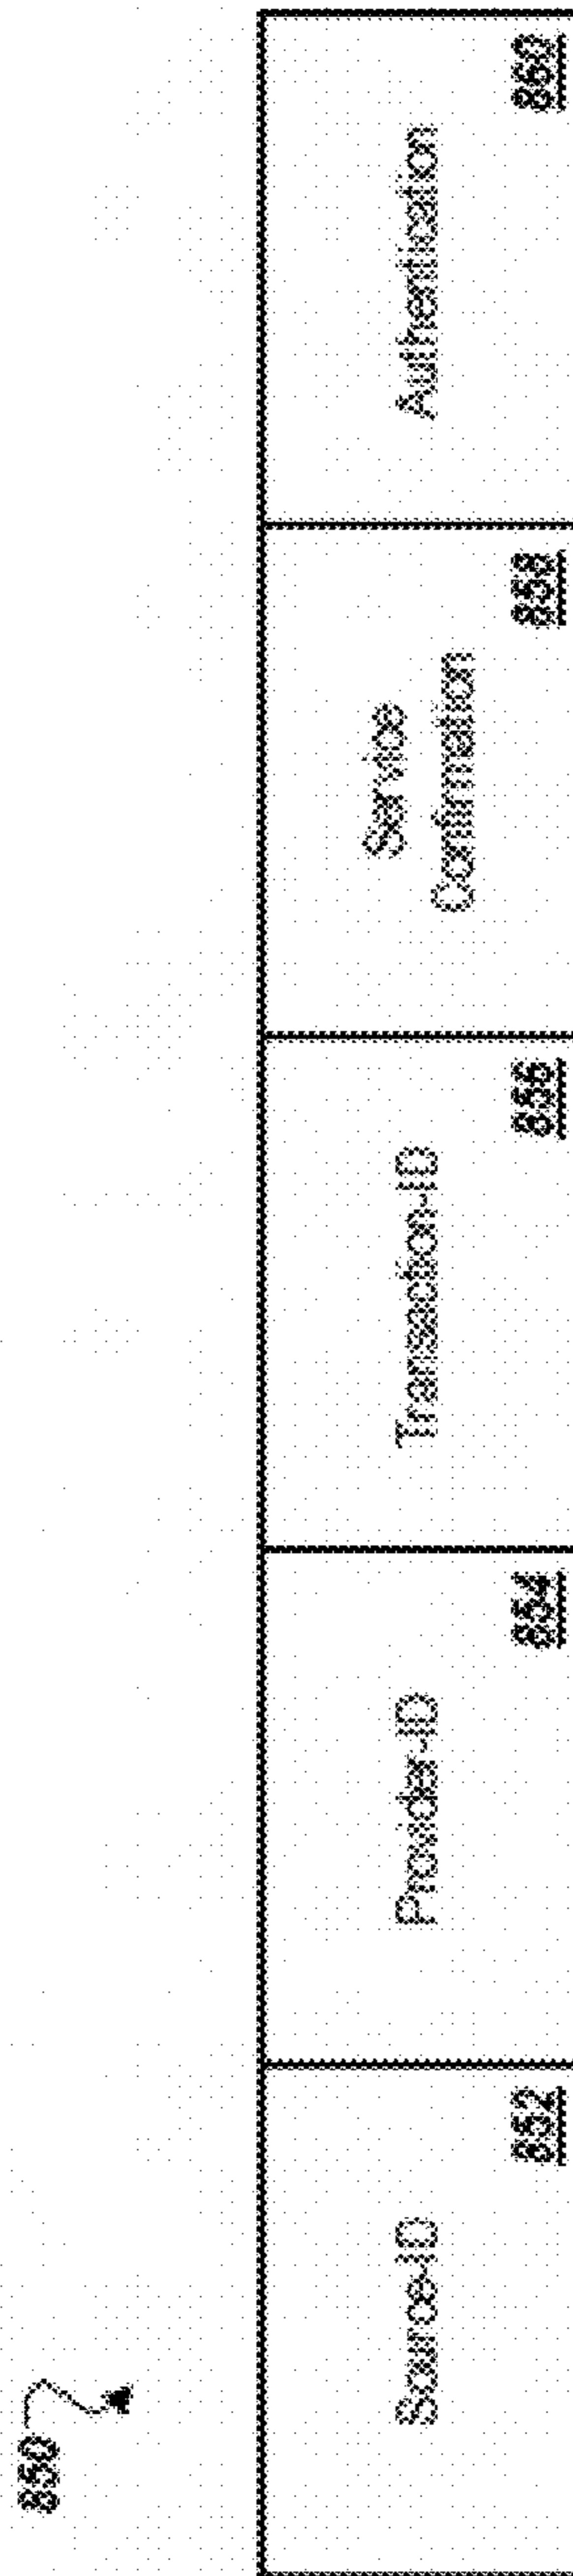 850
Source-ID
852
Provider-ID
854
Transaction-ID
856
Service
Confirmation
858
Authentication
860